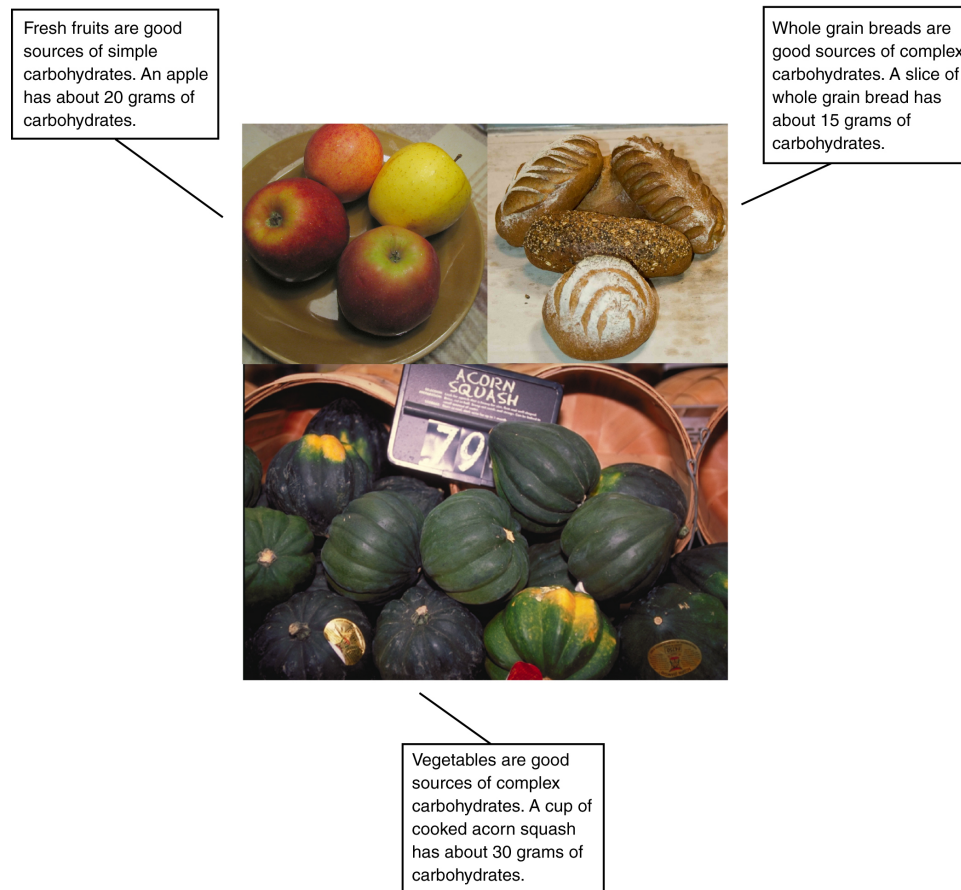 Fresh fruits are good
sources of simple
carbohydrates. An apple
has about 20 grams of
carbohydrates.
Whole grain breads are
good sources of complex
carbohydrates. A slice of
whole grain bread has
about 15 grams of
carbohydrates.
ACORN
SQUASH
79
Vegetables are good
sources of complex
carbohydrates. A cup of
cooked acorn squash
has about 30 grams of
carbohydrates.